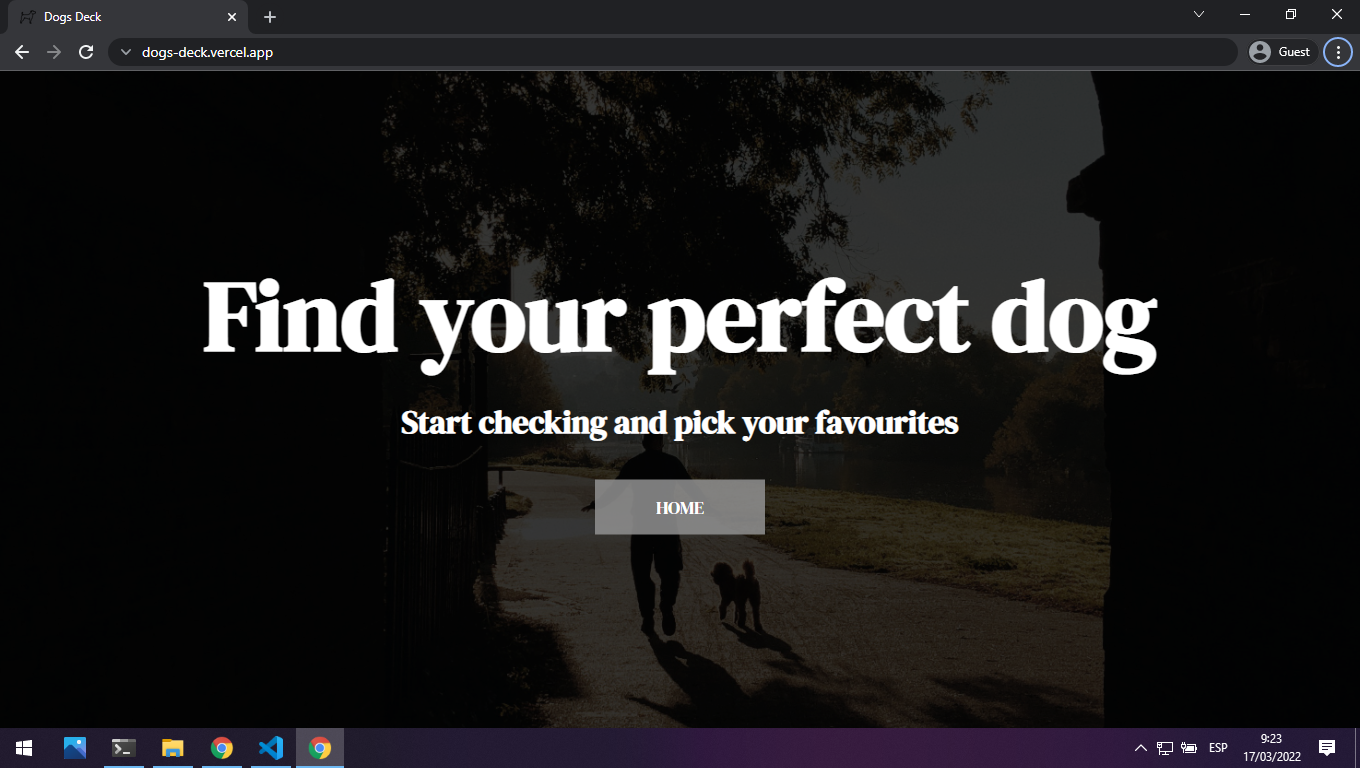 Dogs Deck
dogs-deck.vercel.app
Guest
Find your perfect dog
Start checking and pick your favourites
HOME
ESP
9:23
17/03/2022